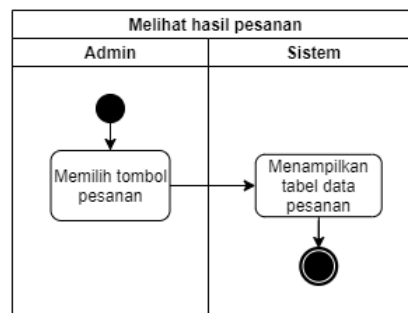 Melihat hasil pesanan
Admin
Sistem
Memilih tombol
pesanan
Menampilkan
tabel data
pesanan